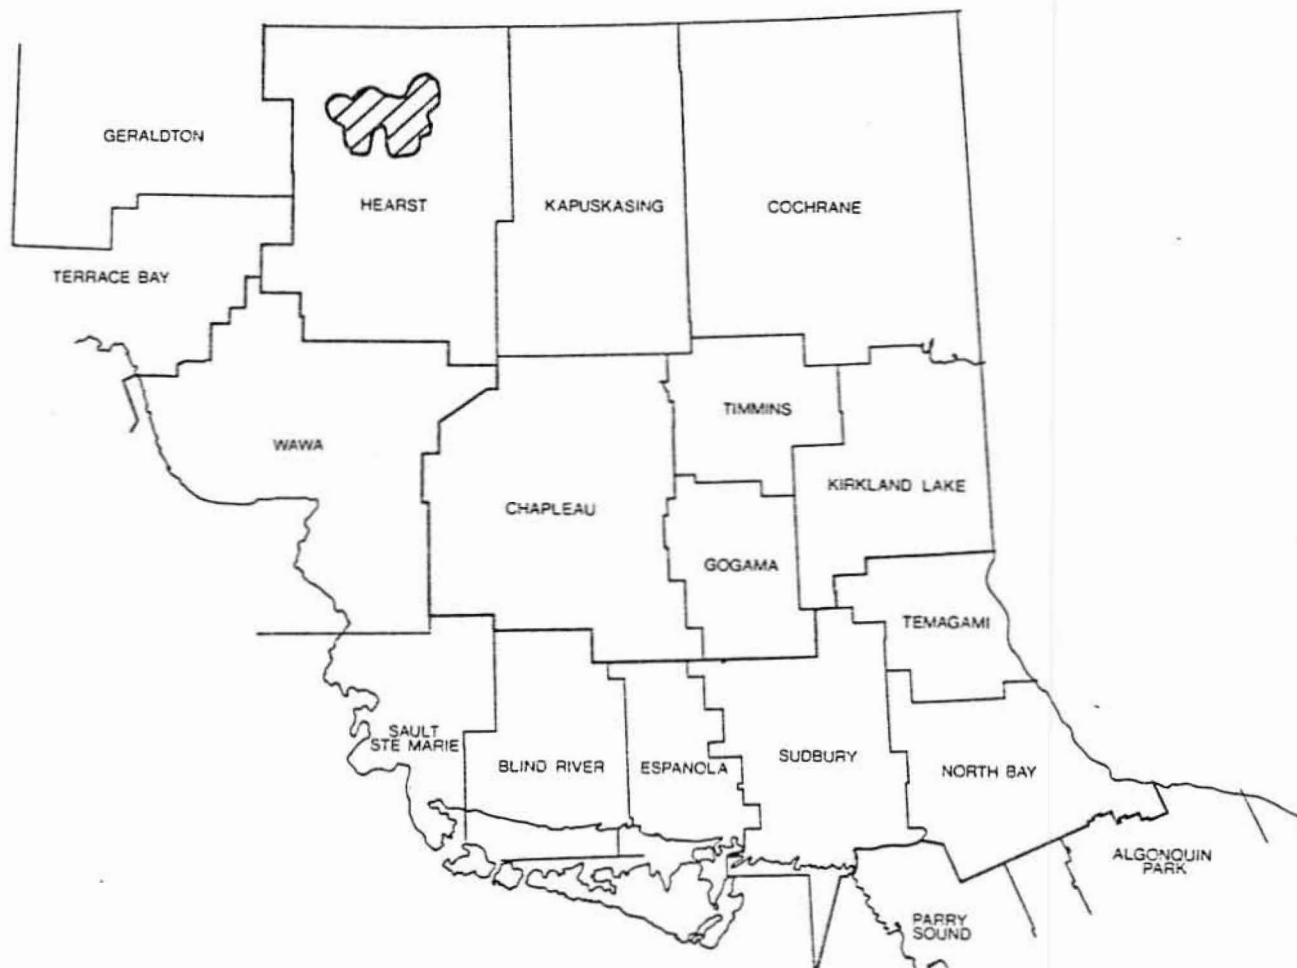 GERALDTON
HEARST
KAPUSKASING
COCHRANE
TERRACE BAY
TIMMINS
WAWA
KIRKLAND LAKE
CHAPLEAU
GOGAMA
TEMAGAMI
SAULT
STE MARIE
BLIND RIVER
ESPANOLA
SUDBURY
NORTH BAY
ALGONQUIN
PARK
PARRY
SOUND